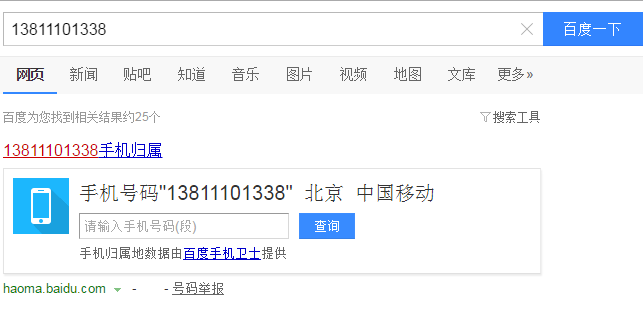 13811101338 百度一下
网页 新闻 贴吧 知道 音乐 图片 视频 地图 文库 更多»
百度为您找到相关结果约25个 搜索工具
13811101338手机归属
手机号码"13811101338" 北京 中国移动
请输入手机号码(段) 查询
手机归属地数据由百度手机卫士提供
haoma.baidu.com - - 号码举报